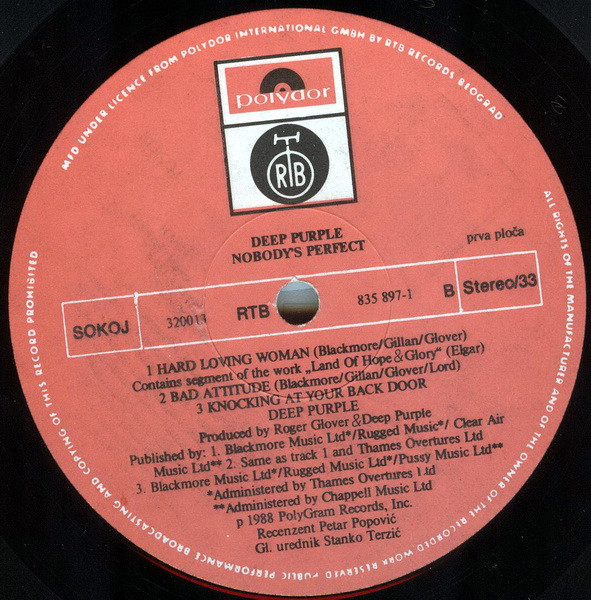 MFD UNDER LICENCE FROM POLYDOR INTERNATIONAL GMBH BY RTB RECORDS BEOGRAD
polydor
RTB
DEEP PURPLE
NOBODY'S PERFECT
prva ploča
SOKOJ 320013 RTB 835 897-1 B Stereo/33
1 HARD LOVING WOMAN (Blackmore/Gillan/Glover)
Contains segment of the work „Land Of Hope & Glory“ (Elgar)
2 BAD ATTITUDE (Blackmore/Gillan/Glover/Lord)
3 KNOCKING AT YOUR BACK DOOR
DEEP PURPLE
Produced by Roger Glover & Deep Purple
Published by: 1. Blackmore Music Ltd*/Rugged Music*/ Clear Air
Music Ltd** 2. Same as track 1 and Thames Overtures Ltd
3. Blackmore Music Ltd*/Rugged Music Ltd*/Pussy Music Ltd**
*Administered by Thames Overtures Ltd
**Administered by Chappell Music Ltd
p 1988 PolyGram Records, Inc.
Recenzent Petar Popović
Gl. urednik Stanko Terzić
ALL RIGHTS OF THE MANUFACTURER AND OF THE OWNER OF THE RECORDED WORK RESERVED PUBLIC PERFORMANCE BROADCASTING AND COPYING OF THIS RECORD PROHIBITED